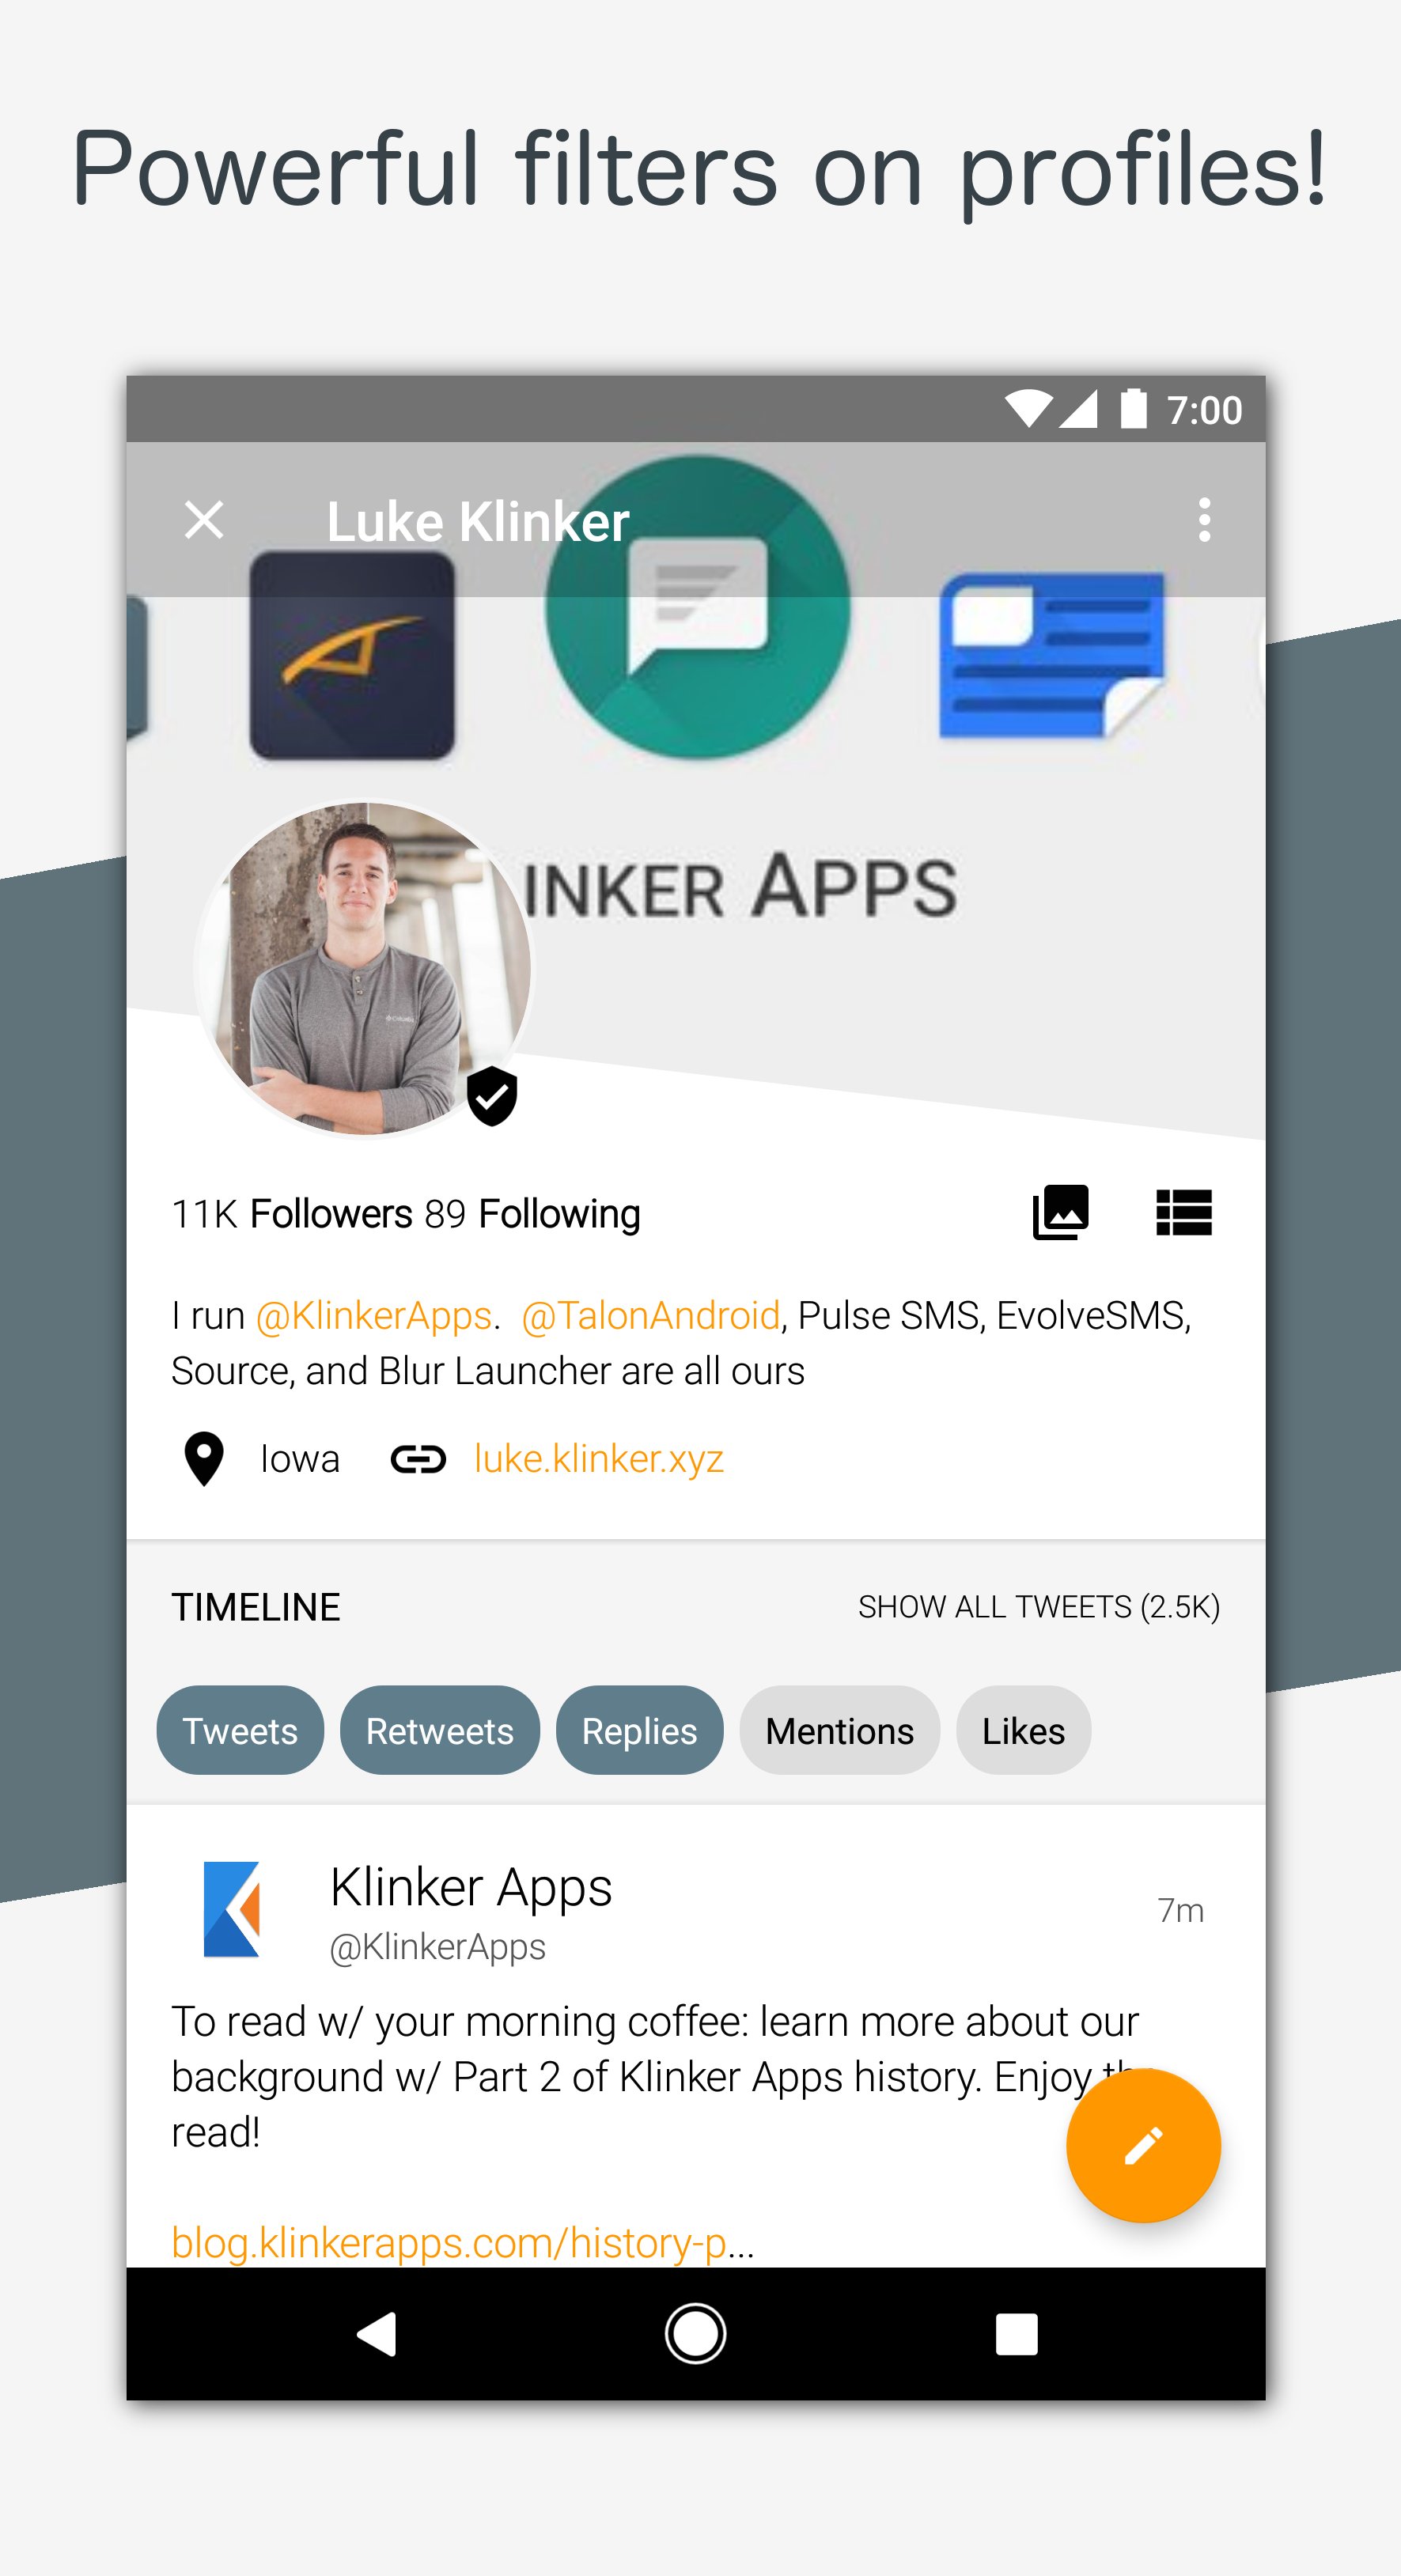 Powerful filters on profiles!
7:00
Luke Klinker
INKER APPS
11K Followers 89 Following
I run @KlinkerApps.  @TalonAndroid, Pulse SMS, EvolveSMS,
Source, and Blur Launcher are all ours
Iowa luke.klinker.xyz
TIMELINE SHOW ALL TWEETS (2.5K)
Tweets Retweets Replies Mentions Likes
Klinker Apps
7m
@KlinkerApps
To read w/ your morning coffee: learn more about our
background w/ Part 2 of Klinker Apps history. Enjoy
read!
blog.klinkerapps.com/history-p...